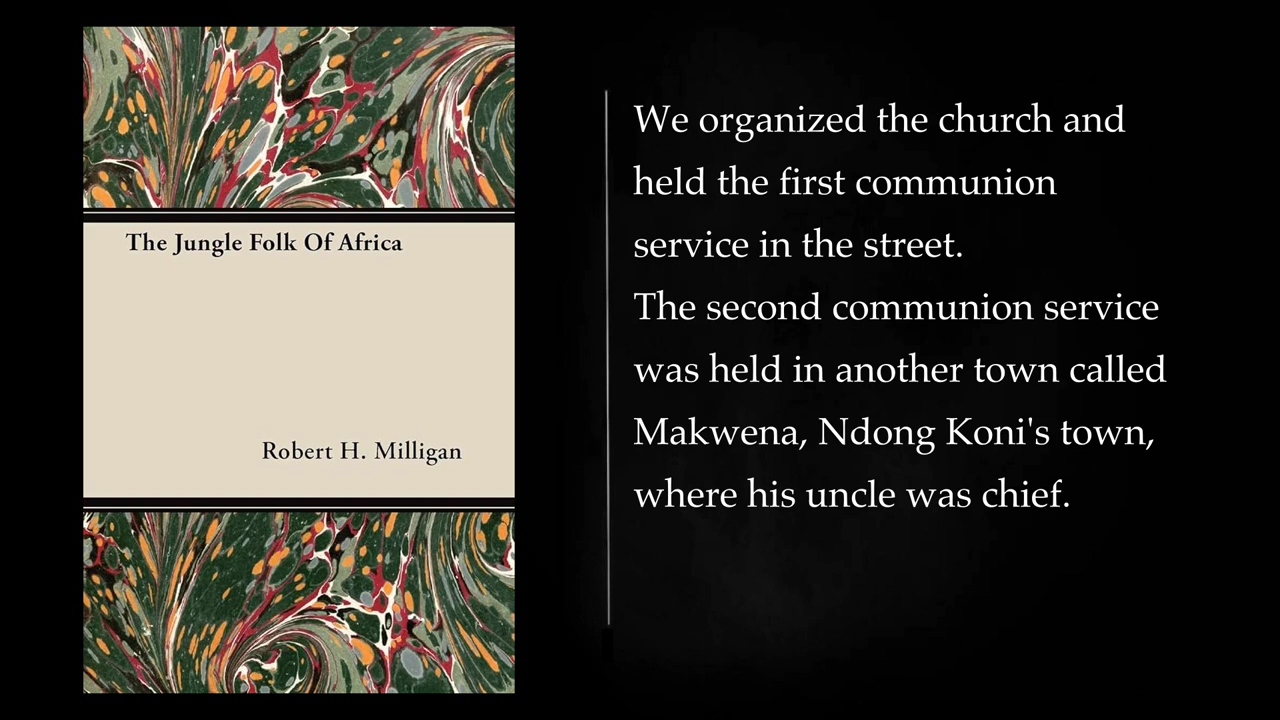 The Jungle Folk Of Africa
Robert H. Milligan
We organized the church and
held the first communion
service in the street.
The second communion service
was held in another town called
Makwena, Ndong Koni's town,
where his uncle was chief.